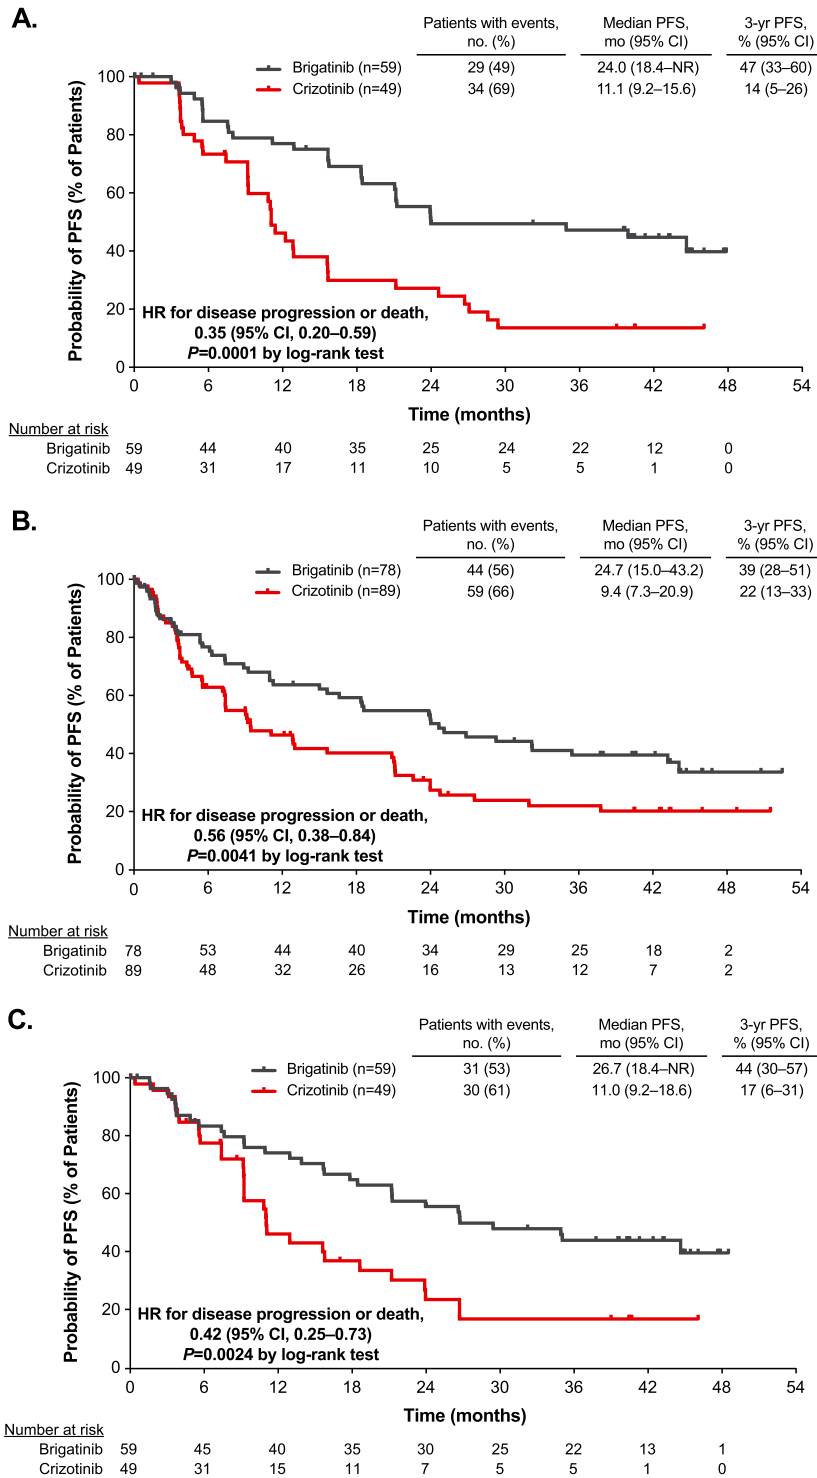 A.
Patients with events, Median PFS, 3-yr PFS,
no. (%) mo (95% CI) % (95% CI)
Brigatinib (n=59) 29 (49) 24.0 (18.4–NR) 47 (33–60)
Crizotinib (n=49) 34 (69) 11.1 (9.2–15.6) 14 (5–26)
Probability of PFS (% of Patients)
100
80
60
40
20
0
HR for disease progression or death,
0.35 (95% CI, 0.20–0.59)
P=0.0001 by log-rank test
0 6 12 18 24 30 36 42 48 54
Time (months)
Number at risk
Brigatinib 59 44 40 35 25 24 22 12 0
Crizotinib 49 31 17 11 10 5 5 1 0
B.
Patients with events, Median PFS, 3-yr PFS,
no. (%) mo (95% CI) % (95% CI)
Brigatinib (n=78) 44 (56) 24.7 (15.0–43.2) 39 (28–51)
Crizotinib (n=89) 59 (66) 9.4 (7.3–20.9) 22 (13–33)
Probability of PFS (% of Patients)
100
80
60
40
20
0
HR for disease progression or death,
0.56 (95% CI, 0.38–0.84)
P=0.0041 by log-rank test
0 6 12 18 24 30 36 42 48 54
Time (months)
Number at risk
Brigatinib 78 53 44 40 34 29 25 18 2
Crizotinib 89 48 32 26 16 13 12 7 2
C.
Patients with events, Median PFS, 3-yr PFS,
no. (%) mo (95% CI) % (95% CI)
Brigatinib (n=59) 31 (53) 26.7 (18.4–NR) 44 (30–57)
Crizotinib (n=49) 30 (61) 11.0 (9.2–18.6) 17 (6–31)
Probability of PFS (% of Patients)
100
80
60
40
20
0
HR for disease progression or death,
0.42 (95% CI, 0.25–0.73)
P=0.0024 by log-rank test
0 6 12 18 24 30 36 42 48 54
Time (months)
Number at risk
Brigatinib 59 45 40 35 30 25 22 13 1
Crizotinib 49 31 15 11 7 5 5 1 0